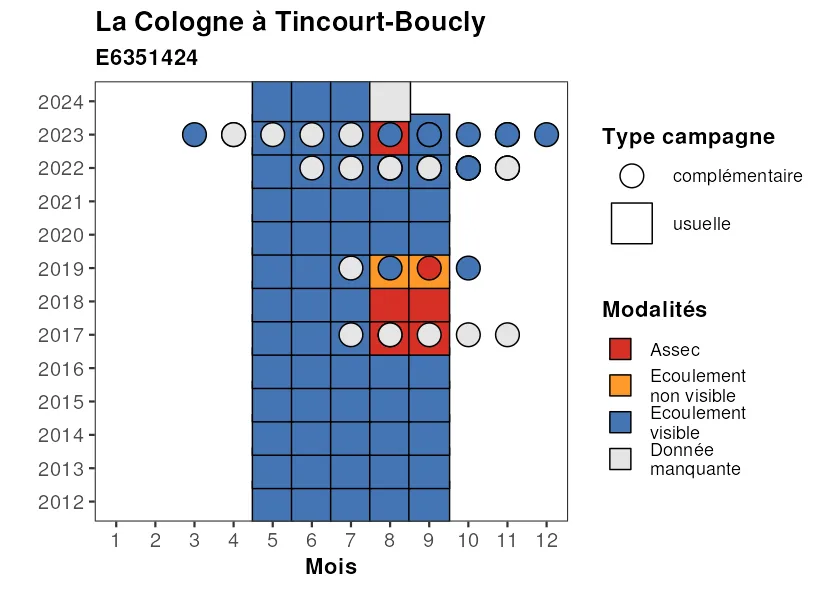 La Cologne à Tincourt-Boucly
E6351424
2024
2023
2022
2021
2020
2019
2018
2017
2016
2015
2014
2013
2012
1 2 3 4 5 6 7 8 9 10 11 12
Mois
Type campagne
complémentaire
usuelle
Modalités
Assec
Ecoulement
non visible
Ecoulement
visible
Donnée
manquante